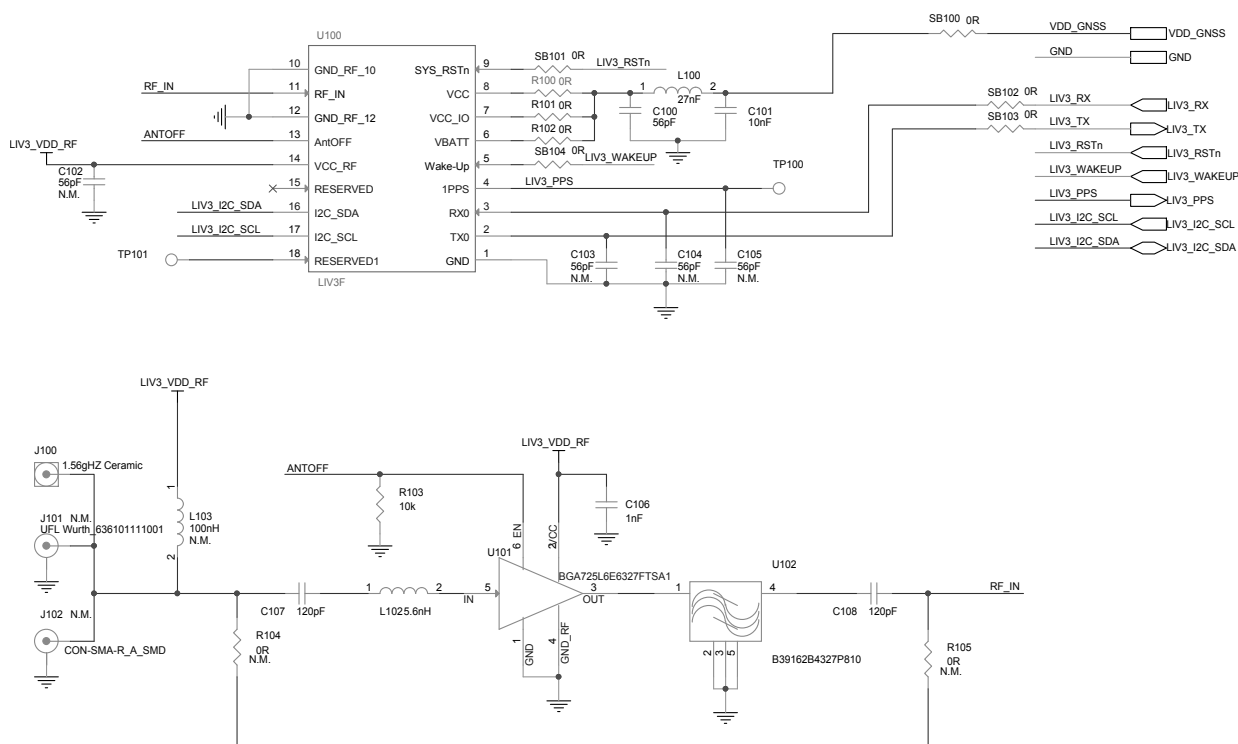 SB100 0R
VDD_GNSS
VDD_GNSS
GND
GND
U100
10 GND_RF_10
SYS_RSTn 9
SB101 0R
LIV3_RSTn
RF_IN
11 RF_IN
VCC 8
R100 0R
L100
1 2
27nF
12 GND_RF_12
VCC_IO 7
R101 0R
C100
56pF
C101
10nF
SB102 0R
LIV3_RX
LIV3_RX
ANTOFF
13 AntOFF
VBATT 6
R102 0R
SB103 0R
LIV3_TX
LIV3_TX
LIV3_VDD_RF
14 VCC_RF
Wake-Up 5
SB104 0R
LIV3_WAKEUP
LIV3_RSTn
LIV3_RSTn
C102
56pF
N.M.
15 RESERVED
1PPS 4
LIV3_PPS
TP100
LIV3_WAKEUP
LIV3_WAKEUP
LIV3_I2C_SDA
16 I2C_SDA
RX0 3
LIV3_PPS
LIV3_PPS
LIV3_I2C_SCL
17 I2C_SCL
TX0 2
LIV3_I2C_SCL
LIV3_I2C_SCL
TP101
18 RESERVED1
GND 1
LIV3_I2C_SDA
LIV3_I2C_SDA
C103
56pF
N.M.
C104
56pF
N.M.
C105
56pF
N.M.
LIV3F
LIV3_VDD_RF
J100
1.56gHZ Ceramic
J101 N.M.
UFL Wurth_636101111001
J102 N.M.
CON-SMA-R_A_SMD
1
L103
100nH
N.M.
2
R104
0R
N.M.
C107
120pF
1 2
L102 5.6nH
ANTOFF
R103
10k
LIV3_VDD_RF
C106
1nF
6 EN
2 VCC
U101
BGA725L6E6327FTSA1
5
IN
3
OUT
1
GND
4
GND_RF
U102
1 4
2 3 5
B39162B4327P810
C108
120pF
RF_IN
R105
0R
N.M.